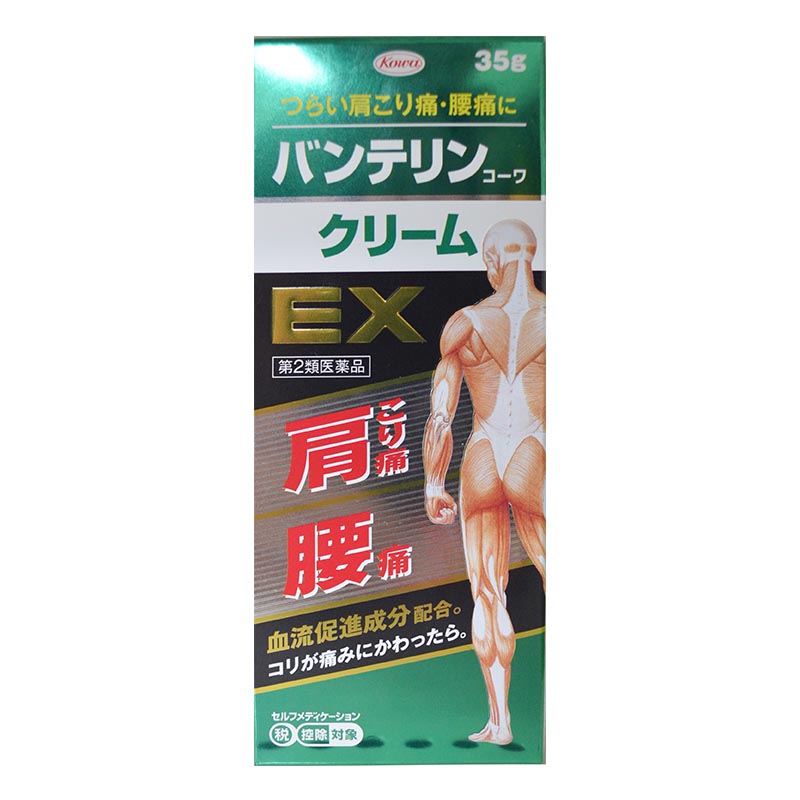 Kowa
35g
つらい肩こり痛・腰痛に
バンテリンコーワ
クリーム
EX
第2類医薬品
肩こり痛
腰痛
血流促進成分配合。
コリが痛みにかわったら。
セルフメディケーション
税 控除 対象